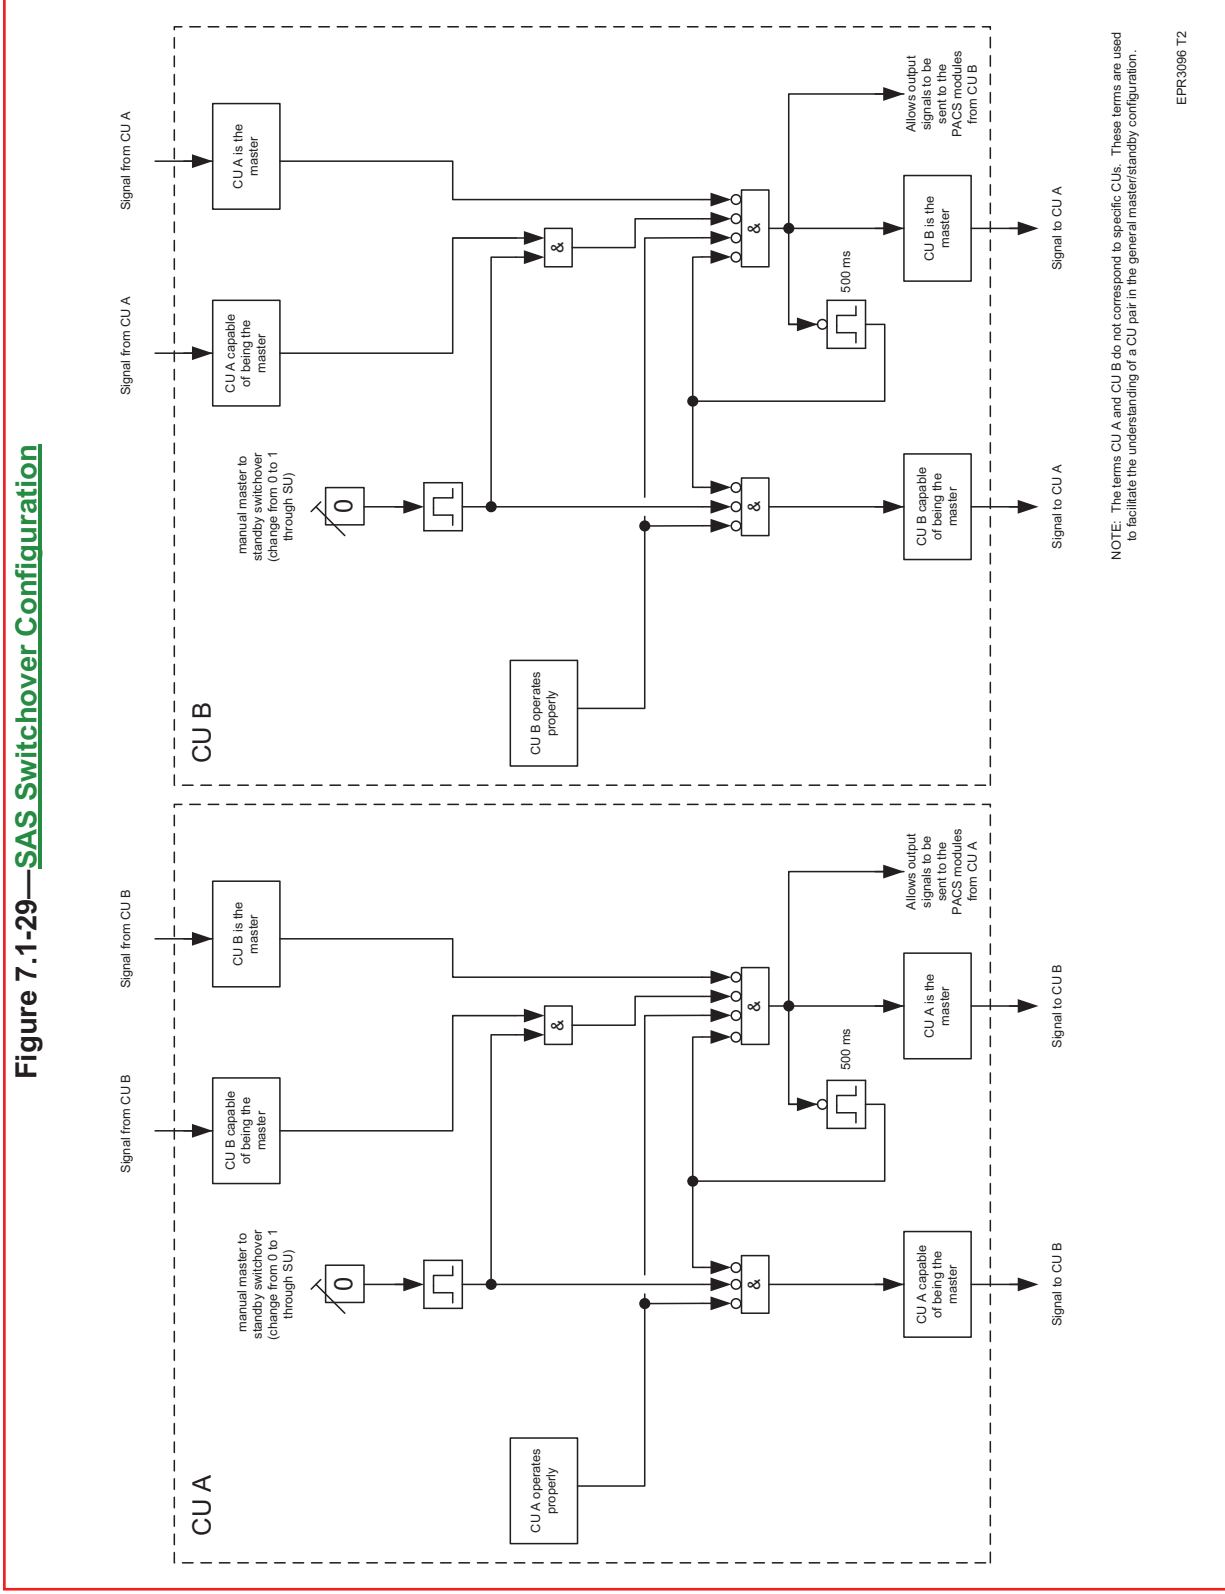 Figure 7.1-29—SAS Switchover Configuration
CU A
CU A operates
properly
manual master to
standby switchover
(change from 0 to 1
through SU)
0
Signal from CU B
CU B capable
of being the
master
Signal from CU B
CU B is the
master
&
&
&
500 ms
CU A capable
of being the
master
Signal to CU B
CU A is the
master
Signal to CU B
Allows output
signals to be
sent to the
PACS modules
from CU A
CU B
CU B operates
properly
manual master to
standby switchover
(change from 0 to 1
through SU)
0
Signal from CU A
CU A capable
of being the
master
Signal from CU A
CU A is the
master
&
&
&
500 ms
CU B capable
of being the
master
Signal to CU A
CU B is the
master
Signal to CU A
Allows output
signals to be
sent to the
PACS modules
from CU B
NOTE: The terms CU A and CU B do not correspond to specific CUs. These terms are used
to facilitate the understanding of a CU pair in the general master/standby configuration.
EPR3096 T2